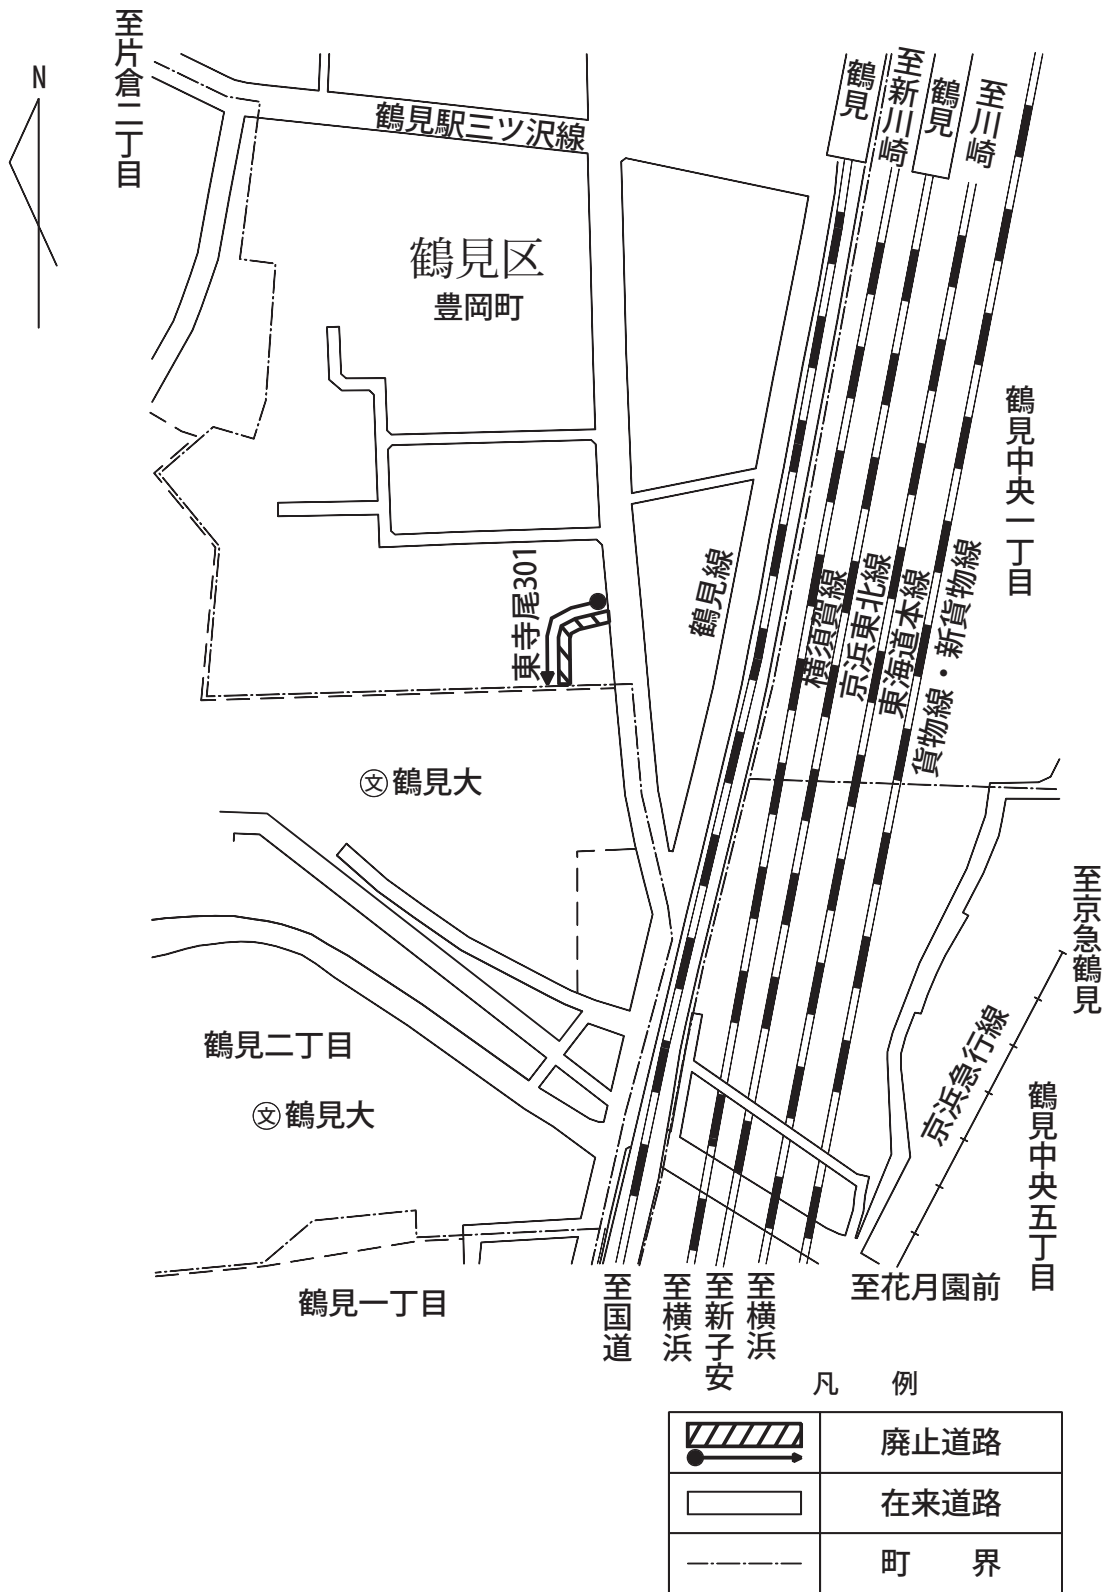 至片倉二丁目
N
鶴見駅三ツ沢線
鶴見
至新川崎
鶴見
至川崎
鶴見区
豊岡町
鶴見中央一丁目
東寺尾301
鶴見線
横須賀線
京浜東北線
東海道本線
貨物線・新貨物線
文鶴見大
至京急鶴見
鶴見二丁目
文鶴見大
京浜急行線
鶴見中央五丁目
鶴見一丁目
至国道
至横浜
至新子安
至横浜
至花月園前
凡 例
廃止道路
在来道路
町 界